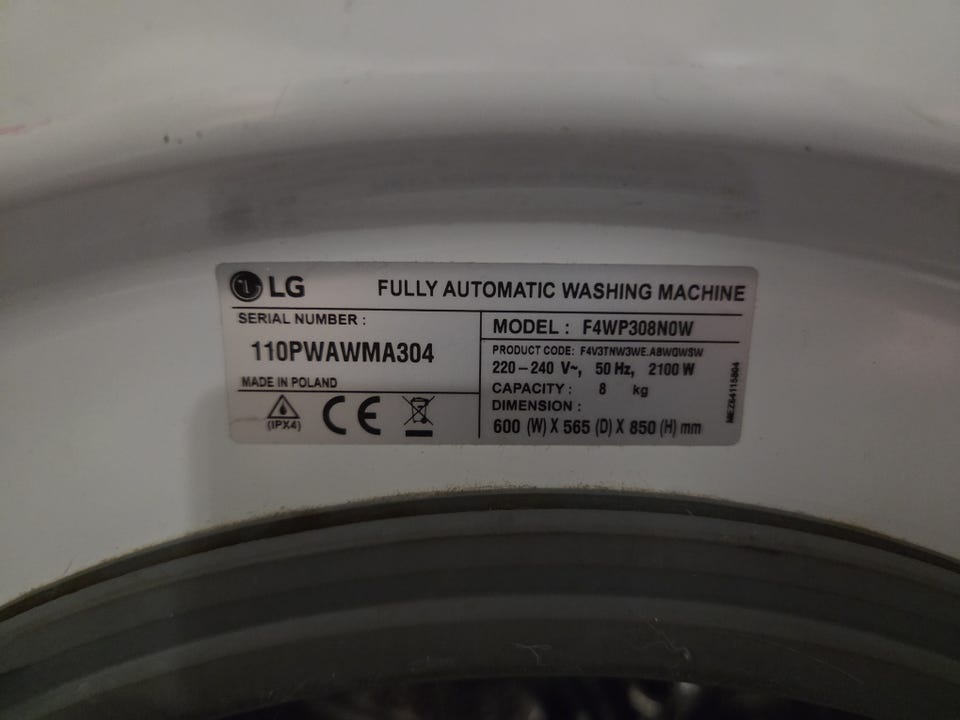 LG FULLY AUTOMATIC WASHING MACHINE
SERIAL NUMBER :
110PWAWMA304
MADE IN POLAND
(IPX4) CE
MODEL : F4WP308N0W
PRODUCT CODE: F4V3TNW3WE.ABWQWSW
220-240 V~, 50 Hz, 2100 W
CAPACITY : 8 kg
DIMENSION :
600 (W) X 565 (D) X 850 (H) mm
MEZ64115804